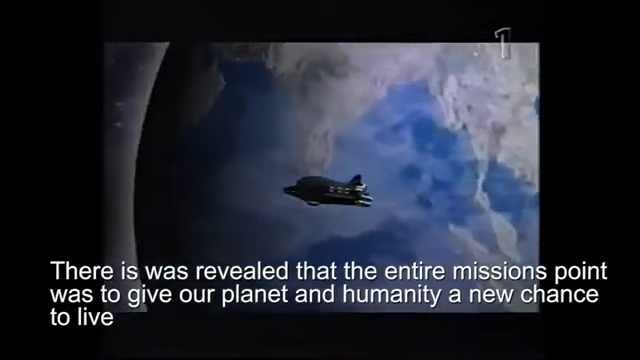 1
There is was revealed that the entire missions point
was to give our planet and humanity a new chance
to live